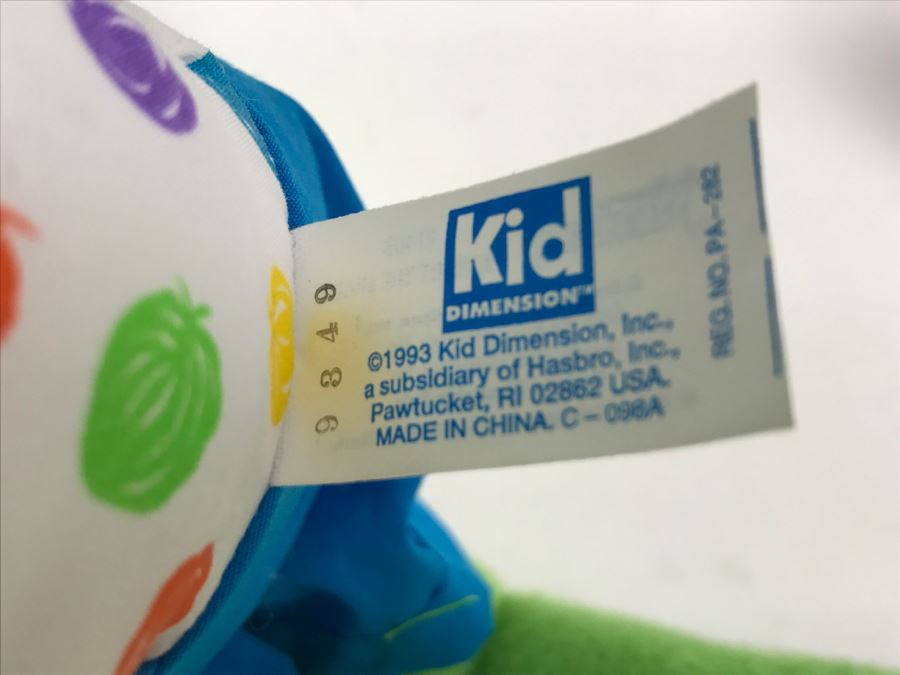 Kid
DIMENSION™
©1993 Kid Dimension, Inc.,
a subsidiary of Hasbro, Inc.,
Pawtucket, RI 02862 USA.
MADE IN CHINA. C – 098A
REG. NO. PA–292
9349